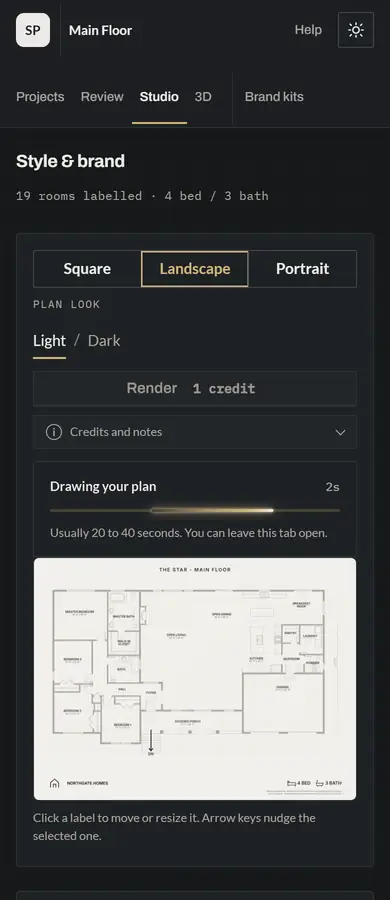 SP
Main Floor
Help
Projects
Review
Studio
3D
Brand kits
Style & brand
19 rooms labelled · 4 bed / 3 bath
Square
Landscape
Portrait
PLAN LOOK
Light / Dark
Render 1 credit
Credits and notes
Drawing your plan
2s
Usually 20 to 40 seconds. You can leave this tab open.
THE STAR - MAIN FLOOR
MASTER BEDROOM
MASTER BATH
OPEN LIVING
OPEN DINING
BREAKFAST
NOOK
PANTRY
LAUNDRY
KITCHEN
MUDROOM
POWDER
BEDROOM 3
BATH
HALL
FOYER
GARAGE
BEDROOM 2
COVERED PORCH
NORTHGATE HOMES
4 BED
3 BATH
Click a label to move or resize it. Arrow keys nudge the
selected one.